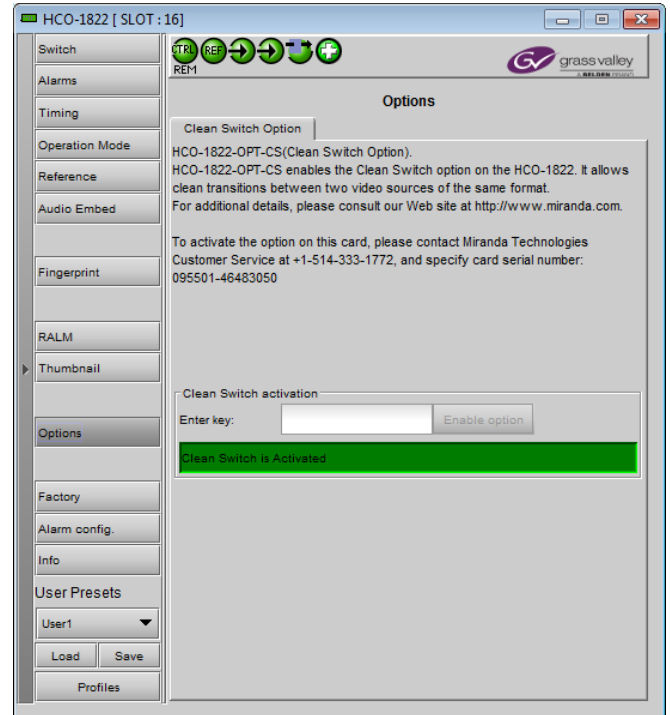 HCO-1822 [ SLOT : 16]
Switch
Alarms
Timing
Operation Mode
Reference
Audio Embed
Fingerprint
RALM
Thumbnail
Options
Factory
Alarm config.
Info
User Presets
User1
Load Save
Profiles
CTRL REF
REM
GV grass valley
A BELDEN BRAND
Options
Clean Switch Option
HCO-1822-OPT-CS(Clean Switch Option).
HCO-1822-OPT-CS enables the Clean Switch option on the HCO-1822. It allows
clean transitions between two video sources of the same format.
For additional details, please consult our Web site at http://www.miranda.com.
To activate the option on this card, please contact Miranda Technologies
Customer Service at +1-514-333-1772, and specify card serial number:
095501-46483050
Clean Switch activation
Enter key: Enable option
Clean Switch is Activated